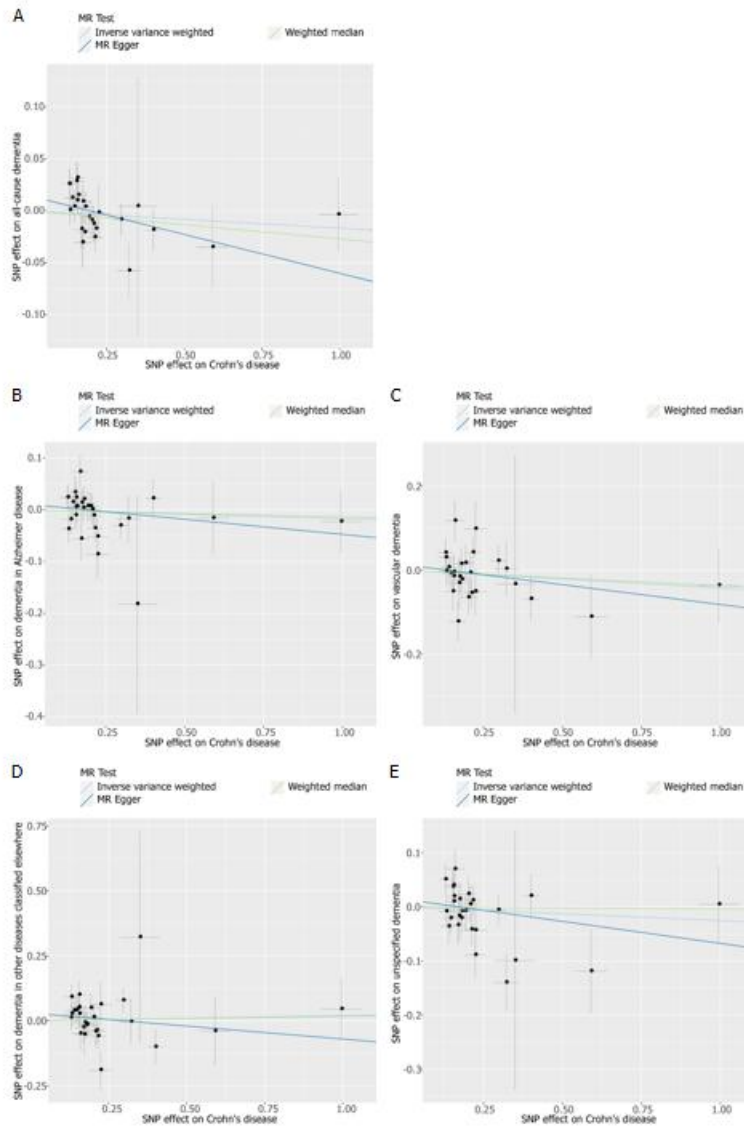 A
MR Test
Inverse variance weighted
Weighted median
MR Egger
SNP effect on all-cause dementia
0.10
0.05
0.00
-0.05
-0.10
0.25
0.50
0.75
1.00
SNP effect on Crohn's disease
B
MR Test
Inverse variance weighted
Weighted median
MR Egger
SNP effect on dementia in Alzheimer disease
0.1
0.0
-0.1
-0.2
-0.3
-0.4
0.25
0.50
0.75
1.00
SNP effect on Crohn's disease
C
MR Test
Inverse variance weighted
Weighted median
MR Egger
SNP effect on vascular dementia
0.2
0.0
-0.2
0.25
0.50
0.75
1.00
SNP effect on Crohn's disease
D
MR Test
Inverse variance weighted
Weighted median
MR Egger
SNP effect on dementia in other diseases classified elsewhere
0.75
0.50
0.25
0.00
-0.25
0.25
0.50
0.75
1.00
SNP effect on Crohn's disease
E
MR Test
Inverse variance weighted
Weighted median
MR Egger
SNP effect on unspecified dementia
0.1
0.0
-0.1
-0.2
-0.3
0.25
0.50
0.75
1.00
SNP effect on Crohn's disease